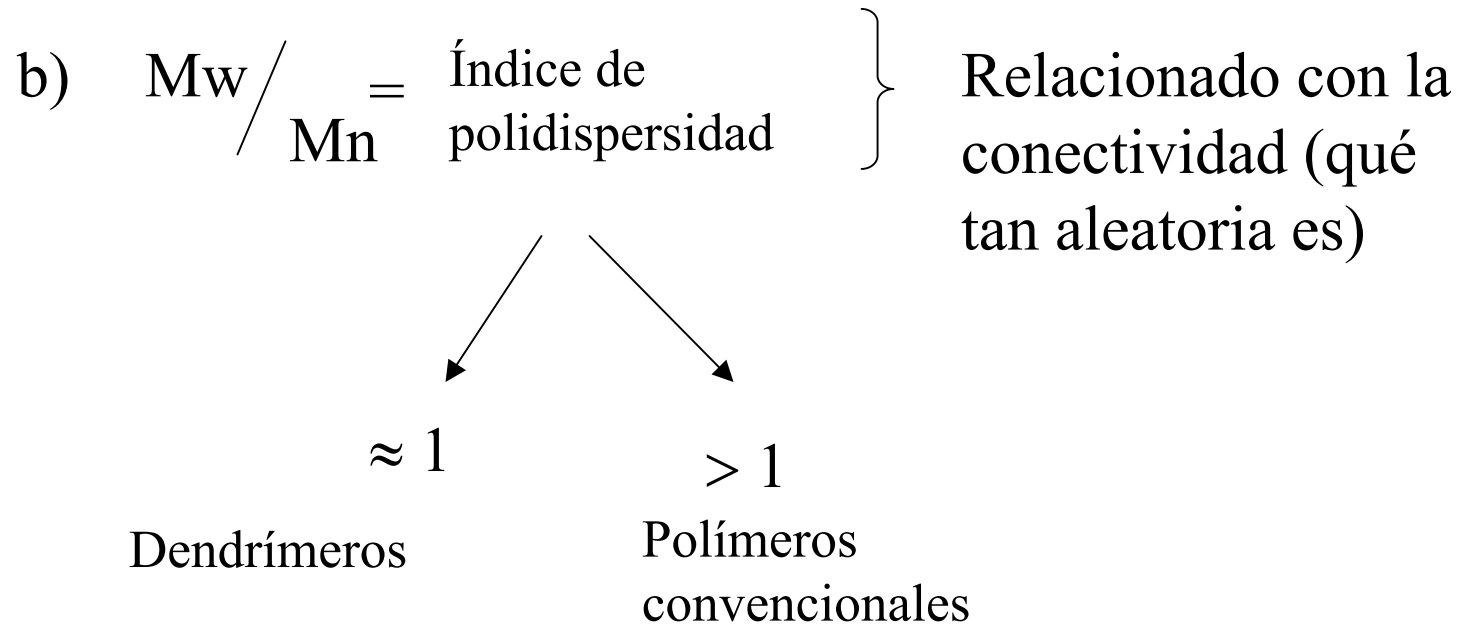 b) Mw/Mn = Índice de
polidispersidad
Relacionado con la
conectividad (qué
tan aleatoria es)
≈ 1
> 1
Dendrímeros
Polímeros
convencionales